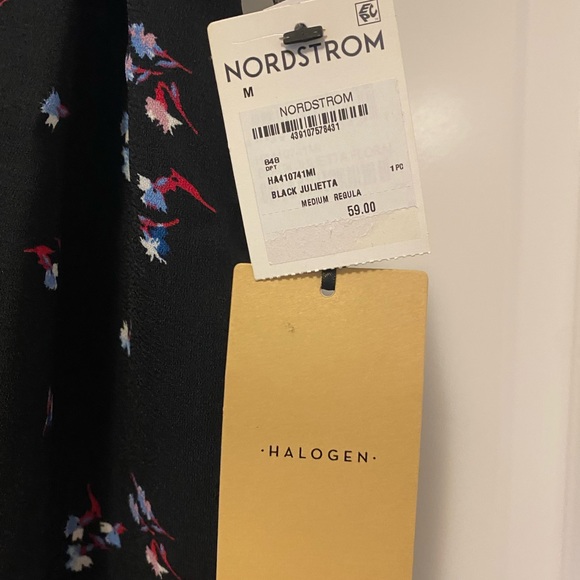 NORDSTROM
M
NORDSTROM
439107578431
848
DPT
HA410741MI
1 PC
BLACK JULIETTA
MEDIUM REGULA
59.00
·HALOGEN·